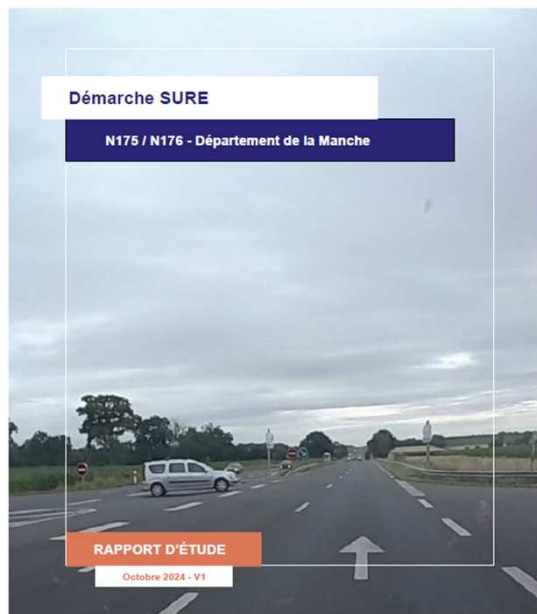 Démarche SURE
N175 / N176 - Département de la Manche
RAPPORT D'ÉTUDE
Octobre 2024 - V1